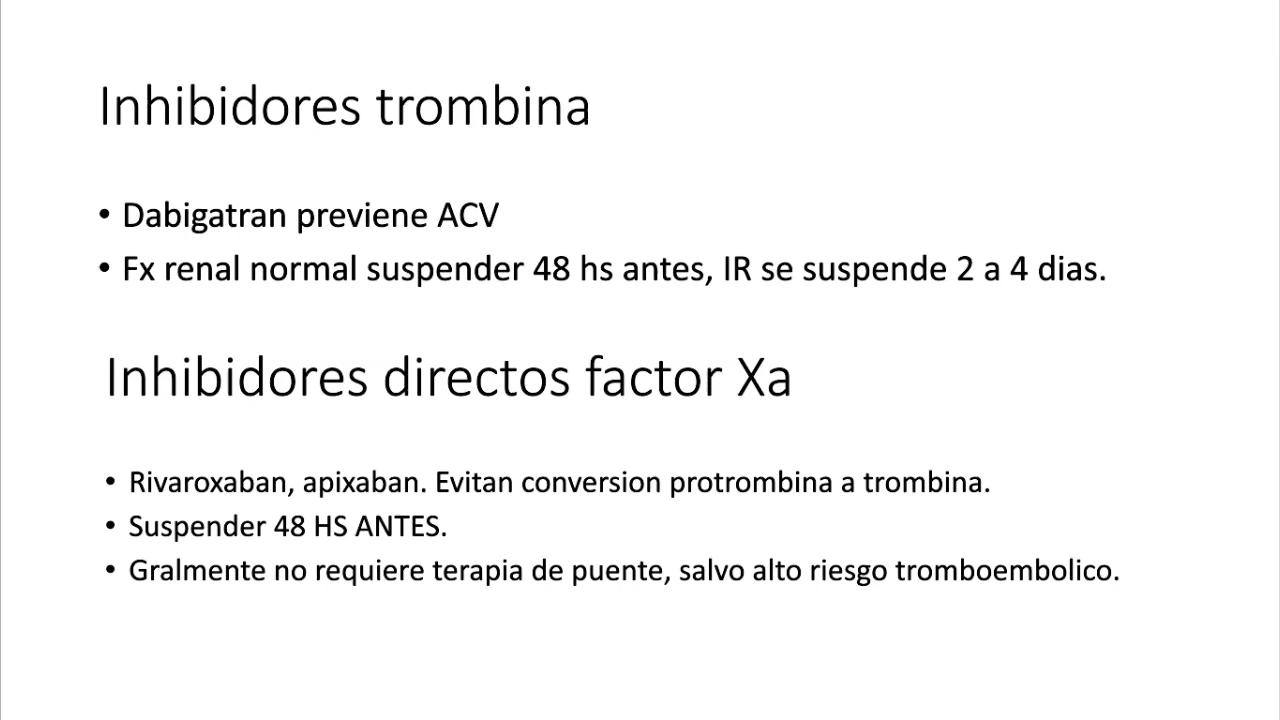 Inhibidores trombina
• Dabigatran previene ACV
• Fx renal normal suspender 48 hs antes, IR se suspende 2 a 4 dias.
Inhibidores directos factor Xa
• Rivaroxaban, apixaban. Evitan conversion protrombina a trombina.
• Suspender 48 HS ANTES.
• Gralmente no requiere terapia de puente, salvo alto riesgo tromboembolico.